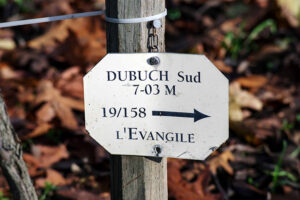 DUBUCH Sud
7-03 M
19/158
L'EVANGILE